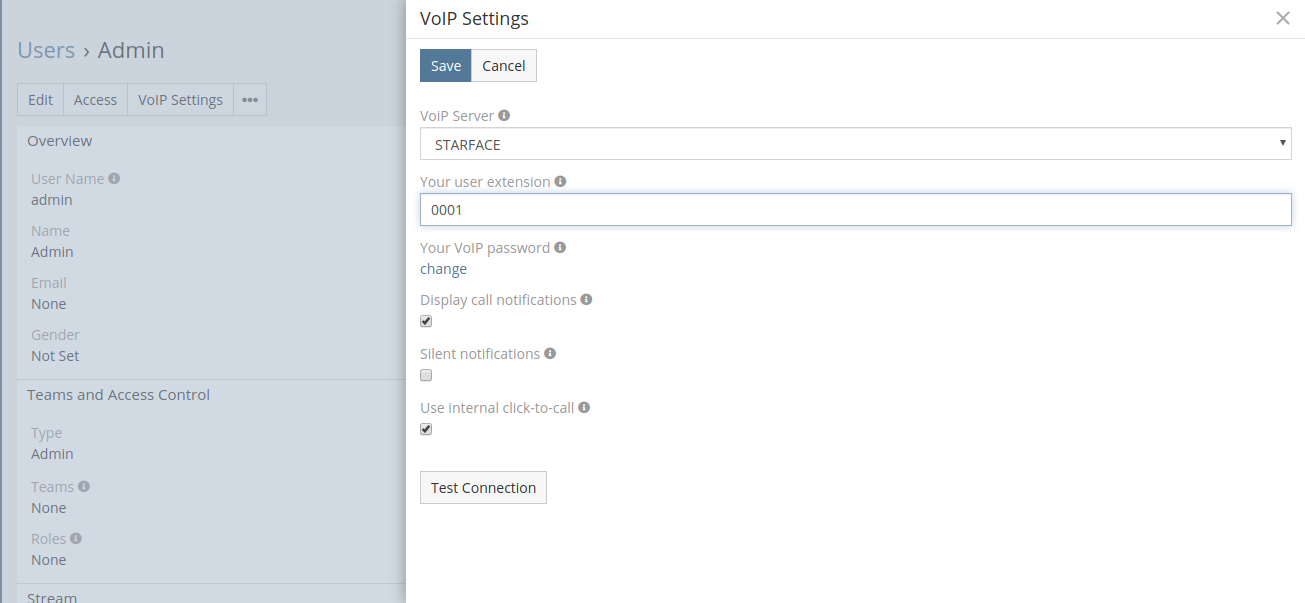 Users › Admin
Edit Access VoIP Settings •••
Overview
User Name
admin
Name
Admin
Email
None
Gender
Not Set
Teams and Access Control
Type
Admin
Teams
None
Roles
None
Stream
VoIP Settings
Save Cancel
VoIP Server
STARFACE
Your user extension
0001
Your VoIP password
change
Display call notifications
Silent notifications
Use internal click-to-call
Test Connection